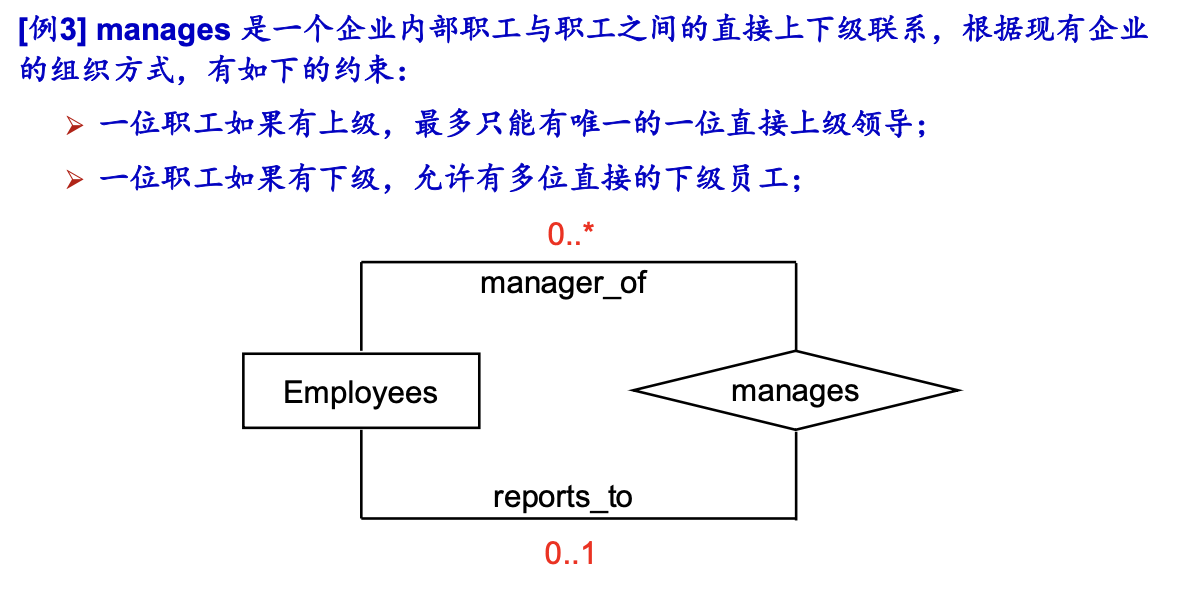 [例3] manages 是一个企业内部职工与职工之间的直接上下级联系，根据现有企业
的组织方式，有如下的约束：
一位职工如果有上级，最多只能有唯一的一位直接上级领导；
一位职工如果有下级，允许有多位直接的下级员工；
0..*
manager_of
Employees
manages
reports_to
0..1